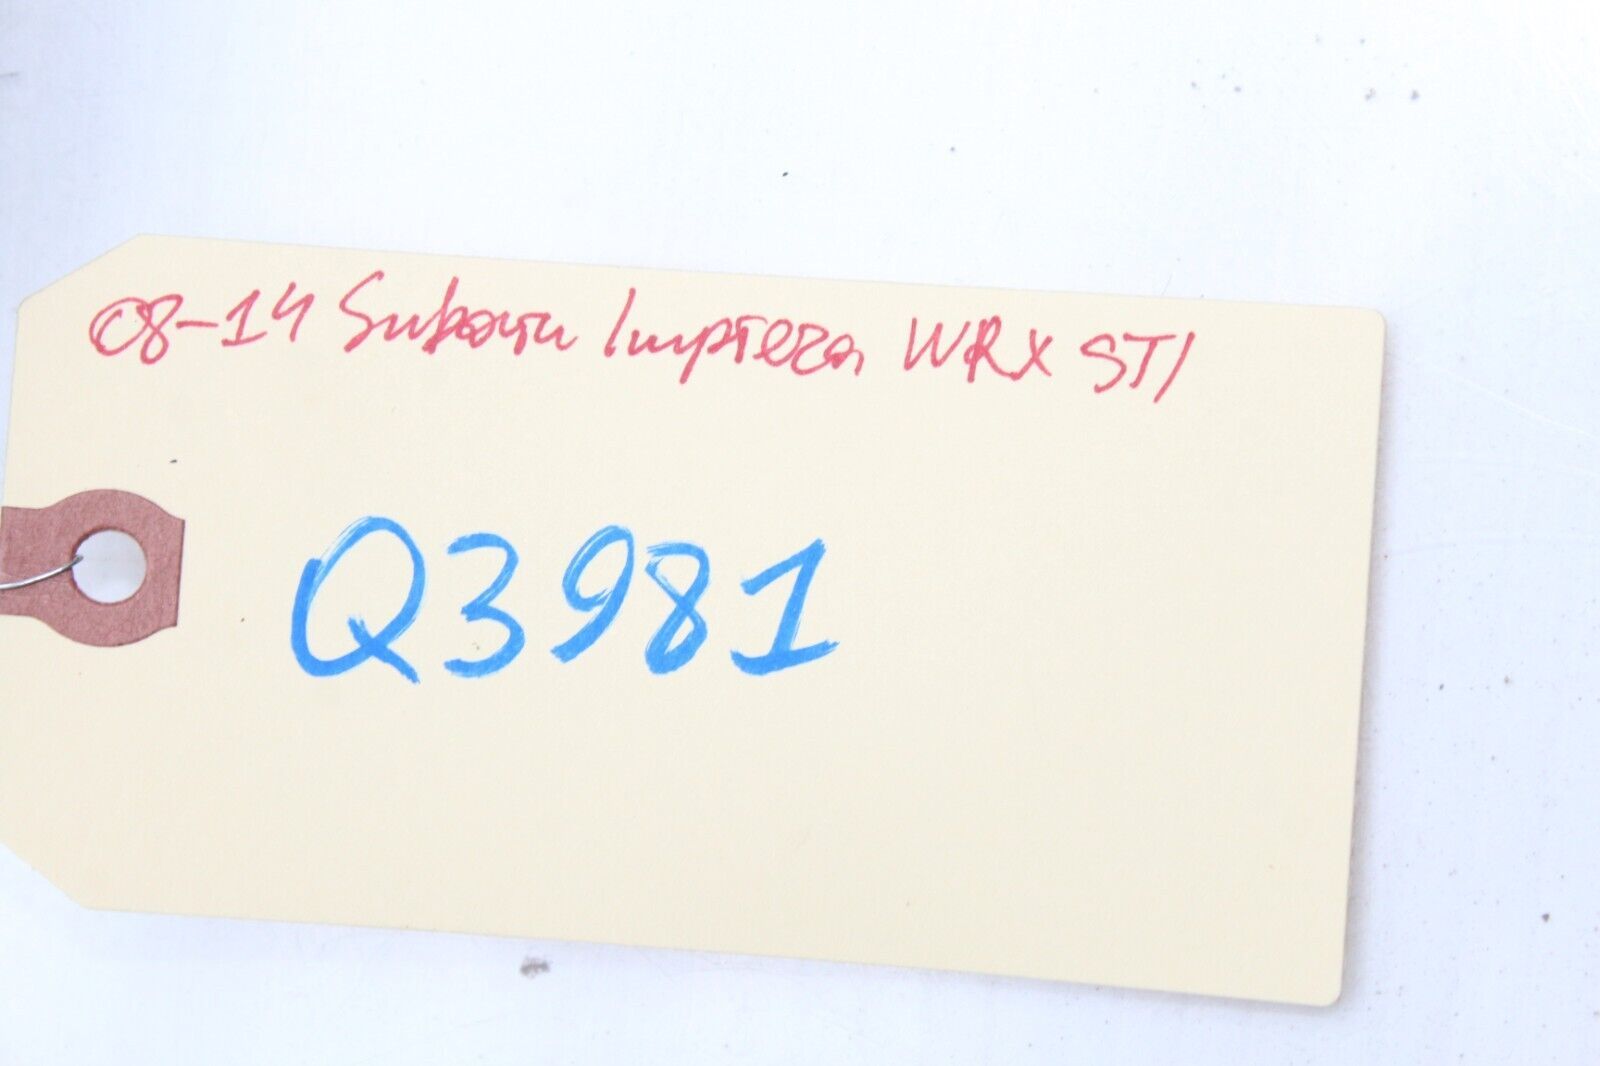 08-14 Subaru Impreza WRX STI
Q3981